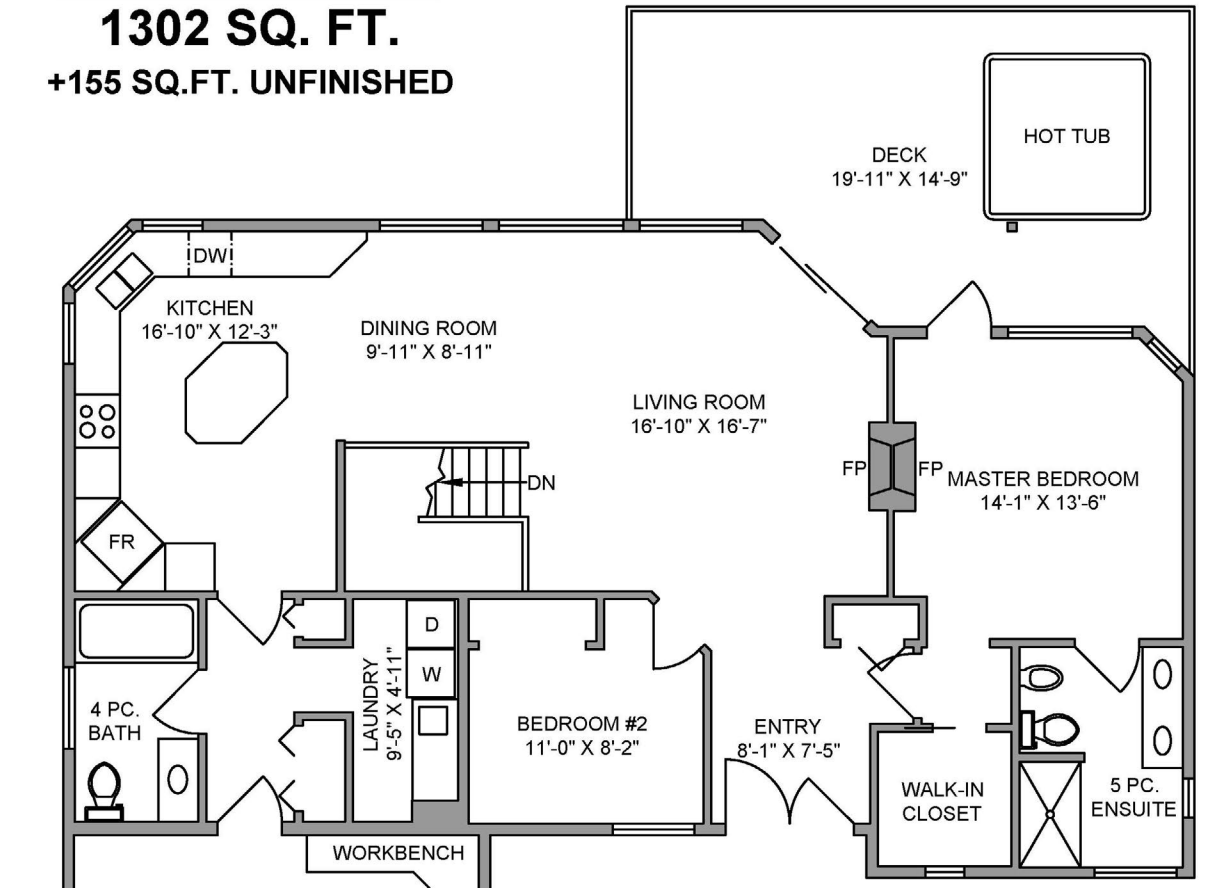 1302 SQ. FT.
+155 SQ.FT. UNFINISHED
HOT TUB
DECK
19'-11" X 14'-9"
DW
KITCHEN
16'-10" X 12'-3"
DINING ROOM
9'-11" X 8'-11"
LIVING ROOM
16'-10" X 16'-7"
FP
FP
MASTER BEDROOM
14'-1" X 13'-6"
DN
FR
D
W
LAUNDRY
9'-5" X 4'-11"
4 PC.
BATH
BEDROOM #2
11'-0" X 8'-2"
ENTRY
8'-1" X 7'-5"
WALK-IN
CLOSET
5 PC.
ENSUITE
WORKBENCH